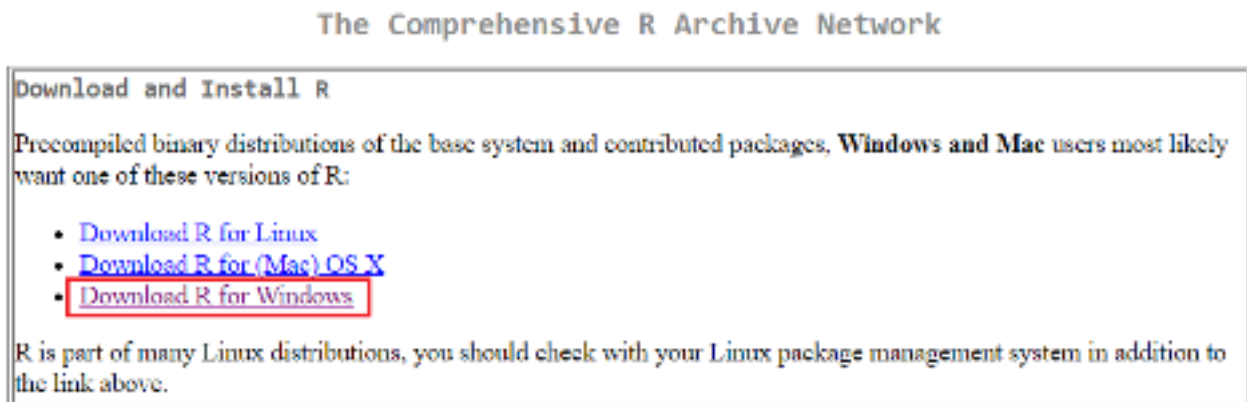 The Comprehensive R Archive Network
Download and Install R
Precompiled binary distributions of the base system and contributed packages, Windows and Mac users most likely
want one of these versions of R:
• Download R for Linux
• Download R for (Mac) OS X
• Download R for Windows
R is part of many Linux distributions, you should check with your Linux package management system in addition to
the link above.